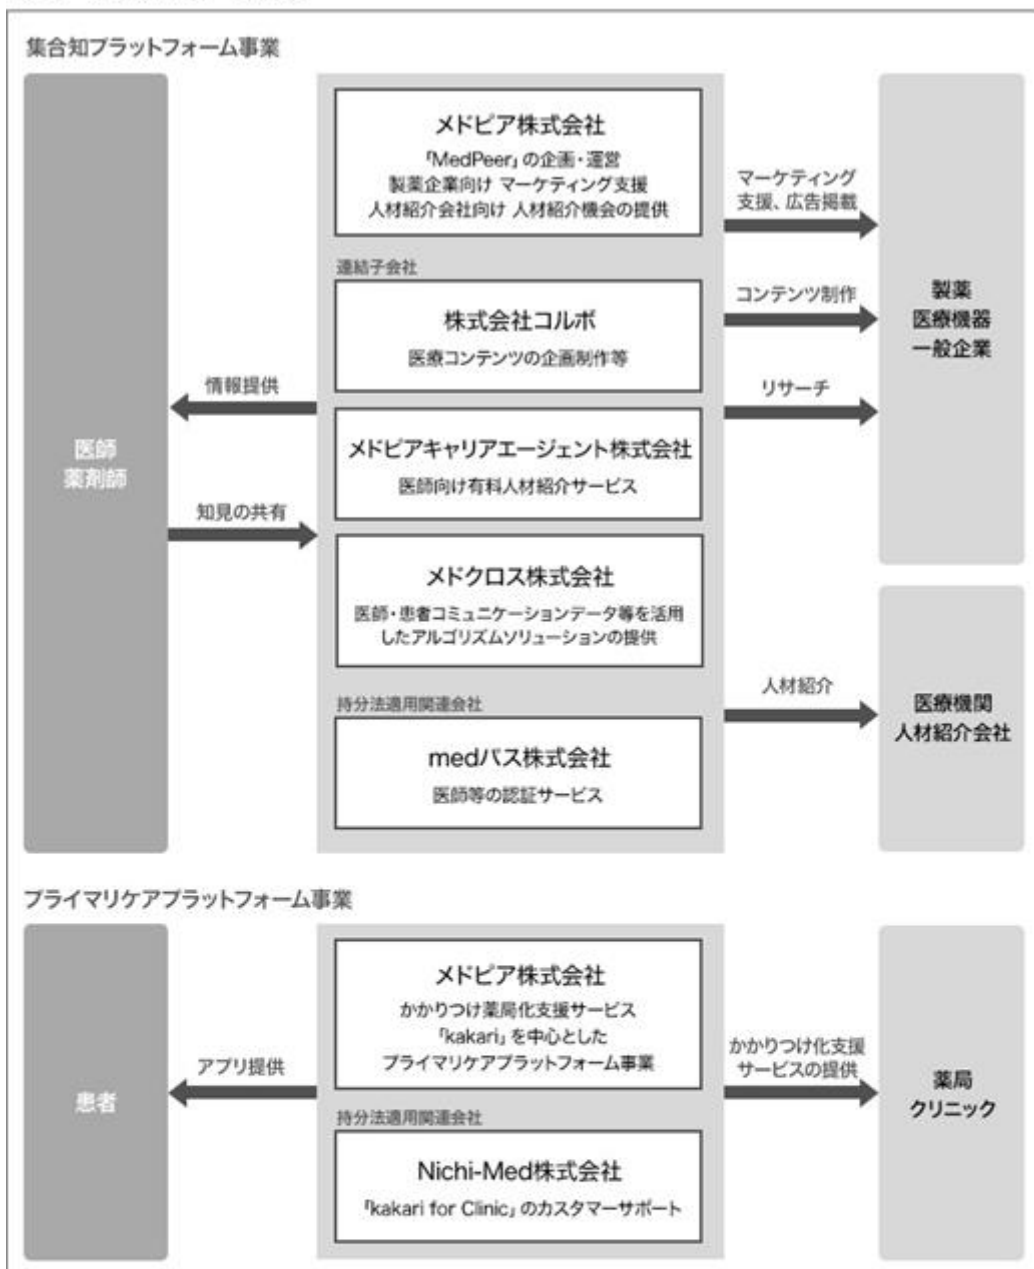 集合知プラットフォーム事業
医師
薬剤師
情報提供
知見の共有
メドピア株式会社
「MedPeer」の企画・運営
製薬企業向け マーケティング支援
人材紹介会社向け 人材紹介機会の提供
連結子会社
株式会社コルボ
医療コンテンツの企画制作等
メドピアキャリアエージェント株式会社
医師向け有料人材紹介サービス
メドクロス株式会社
医師・患者コミュニケーションデータ等を活用
したアルゴリズムソリューションの提供
持分法適用関連会社
medパス株式会社
医師等の認証サービス
マーケティング
支援、広告掲載
コンテンツ制作
リサーチ
人材紹介
製薬
医療機器
一般企業
医療機関
人材紹介会社
プライマリケアプラットフォーム事業
患者
アプリ提供
メドピア株式会社
かかりつけ薬局化支援サービス
「kakari」を中心とした
プライマリケアプラットフォーム事業
持分法適用関連会社
Nichi-Med株式会社
「kakari for Clinic」のカスタマーサポート
かかりつけ化支援
サービスの提供
薬局
クリニック